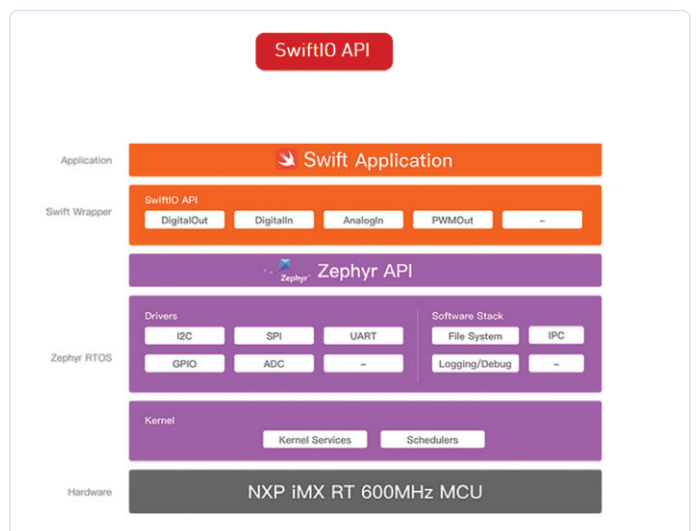 SwiftIO API
Application
Swift Application
Swift Wrapper
SwiftIO API
DigitalOut
DigitalIn
AnalogIn
PWMOut
–
Zephyr™
Zephyr API
Zephyr RTOS
Drivers
I2C
SPI
UART
GPIO
ADC
–
Software Stack
File System
IPC
Logging/Debug
–
Kernel
Kernel Services
Schedulers
Hardware
NXP iMX RT 600MHz MCU